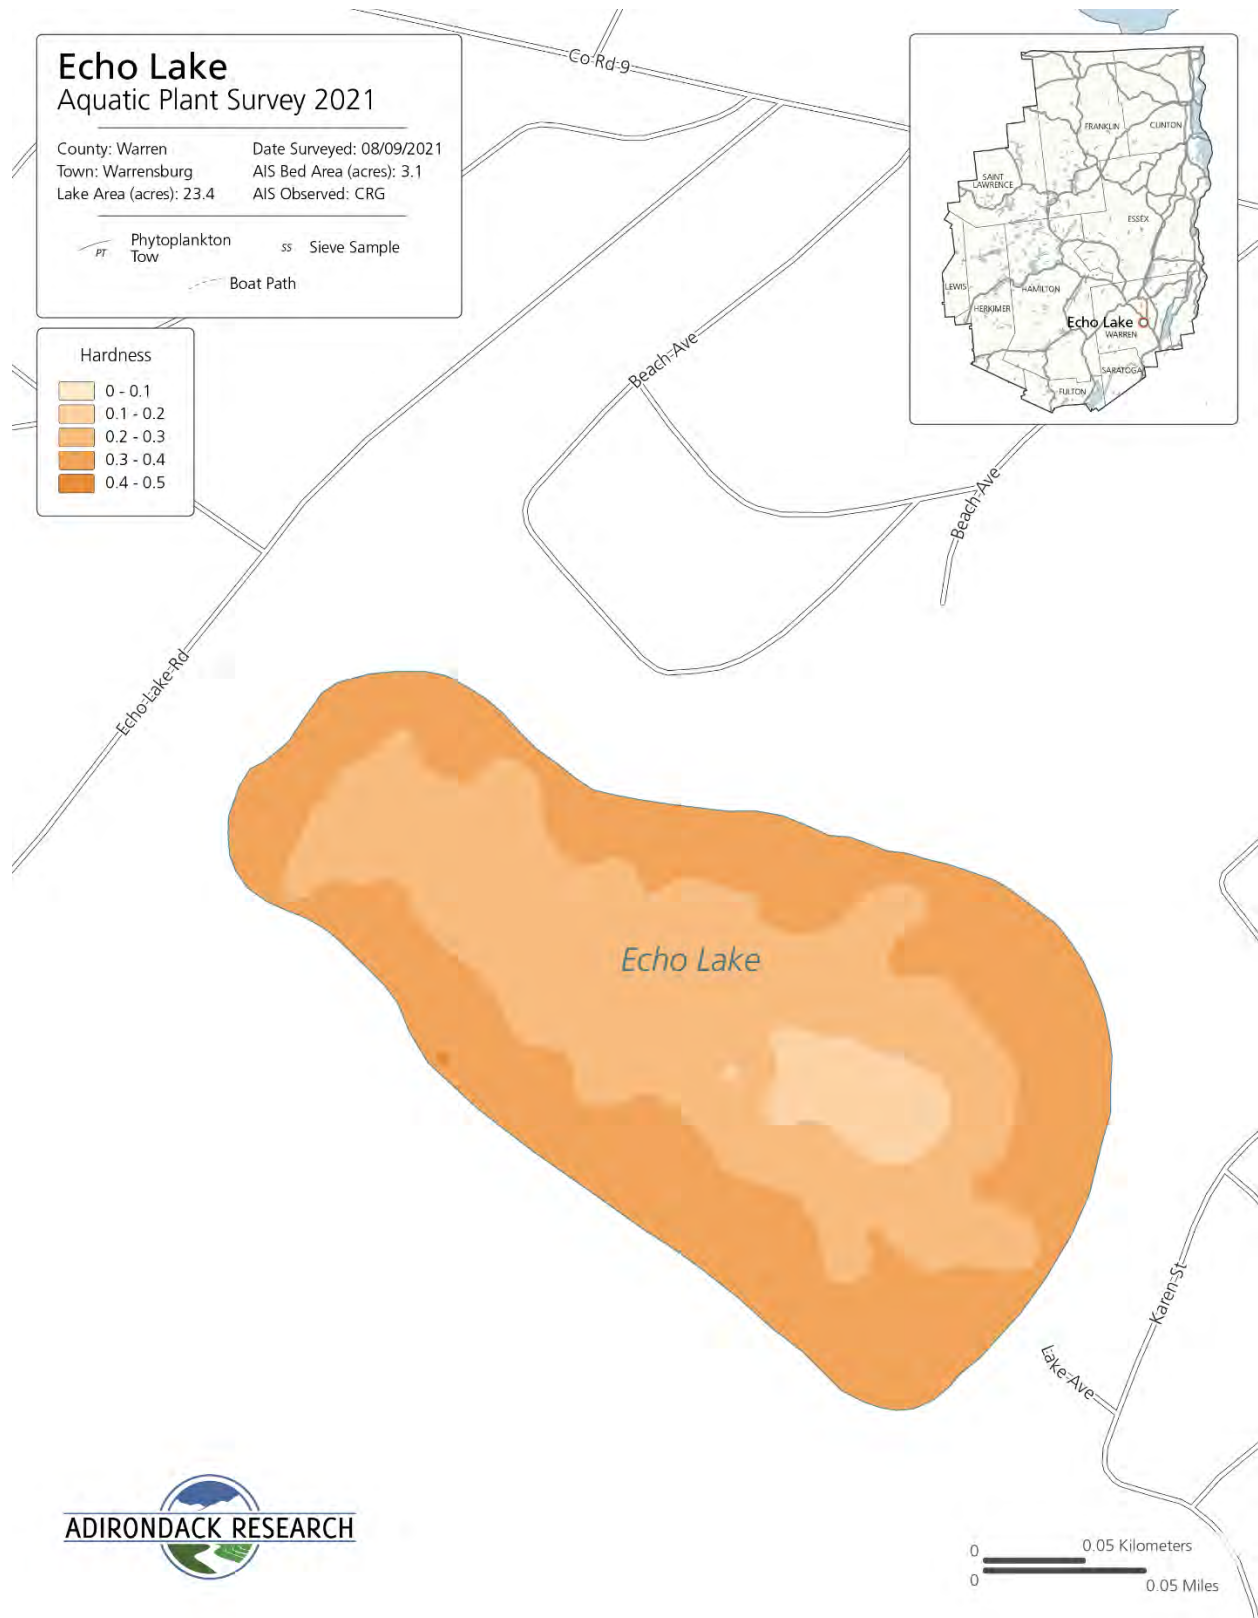 Echo Lake
Aquatic Plant Survey 2021
County: Warren
Date Surveyed: 08/09/2021
Town: Warrensburg
AIS Bed Area (acres): 3.1
Lake Area (acres): 23.4
AIS Observed: CRG
PT
Phytoplankton
Tow
SS
Sieve Sample
Boat Path
Hardness
0 - 0.1
0.1 - 0.2
0.2 - 0.3
0.3 - 0.4
0.4 - 0.5
Co Rd 9
FRANKLIN
CLINTON
SAINT
LAWRENCE
ESSEX
LEWIS
HAMILTON
HERKIMER
Echo Lake
WARREN
SARATOGA
FULTON
Beach-Ave
Beach-Ave
Echo-Lake-Rd
Echo Lake
Karen-St
Lake-Ave
ADIRONDACK RESEARCH
0
0.05 Kilometers
0
0.05 Miles